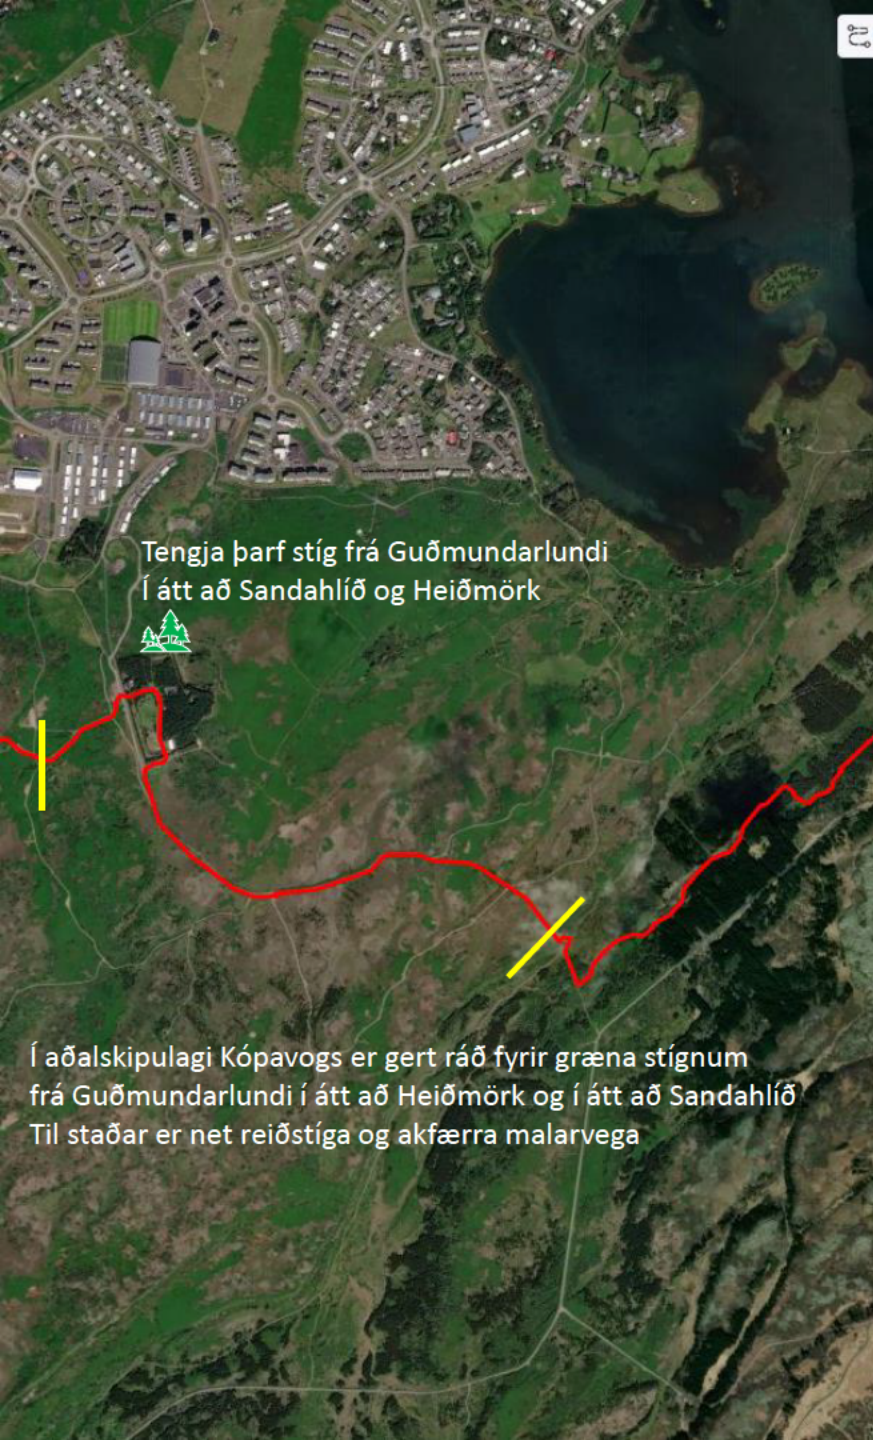 Tengja þarf stíg frá Guðmundarlundi
Í átt að Sandahlíð og Heiðmörk
Í aðalskipulagi Kópavogs er gert ráð fyrir græna stígnum
frá Guðmundarlundi í átt að Heiðmörk og í átt að Sandahlíð
Til staðar er net reiðstíga og akfærra malarvega